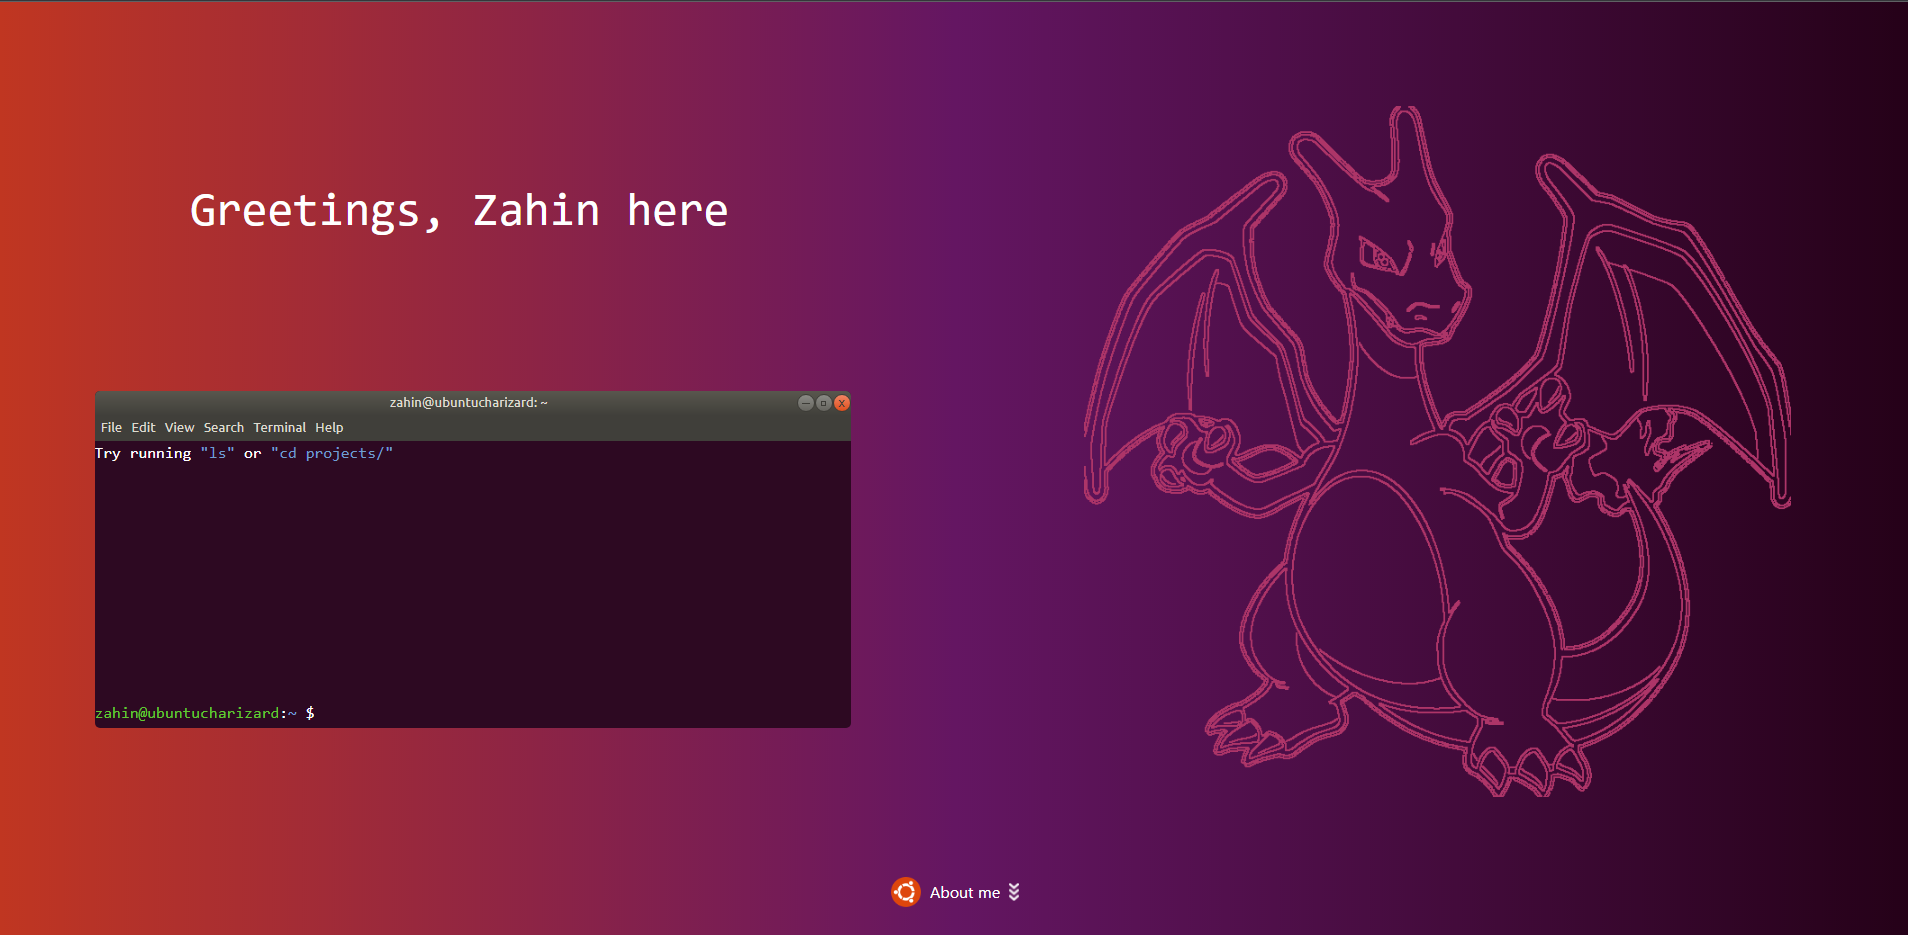 Greetings, Zahin here
zahin@ubuntucharizard: ~
File Edit View Search Terminal Help
Try running "ls" or "cd projects/"
zahin@ubuntucharizard:~ $
About me